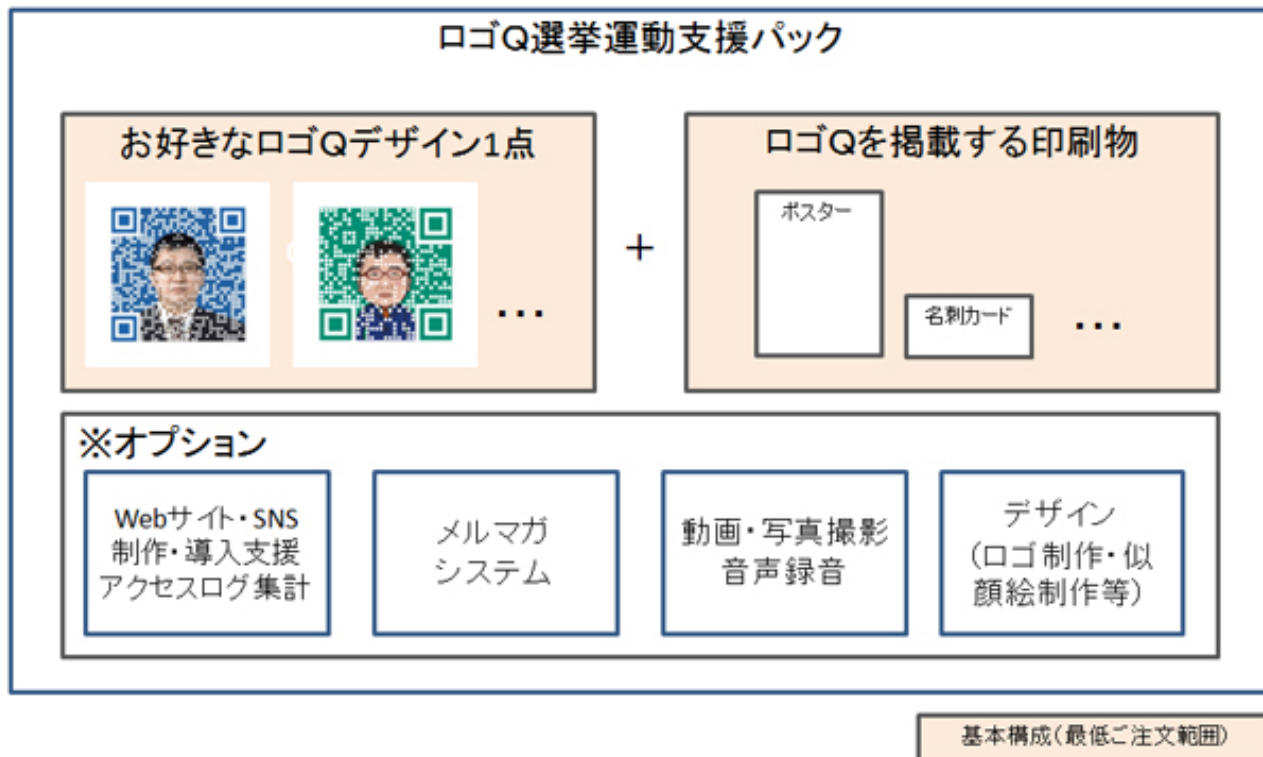 ロゴQ選挙運動支援パック
お好きなロゴQデザイン1点
…
+
ロゴQを掲載する印刷物
ポスター
名刺カード
…
※オプション
Webサイト・SNS
制作・導入支援
アクセスログ集計
メルマガ
システム
動画・写真撮影
音声録音
デザイン
(ロゴ制作・似
顔絵制作等)
基本構成(最低ご注文範囲)